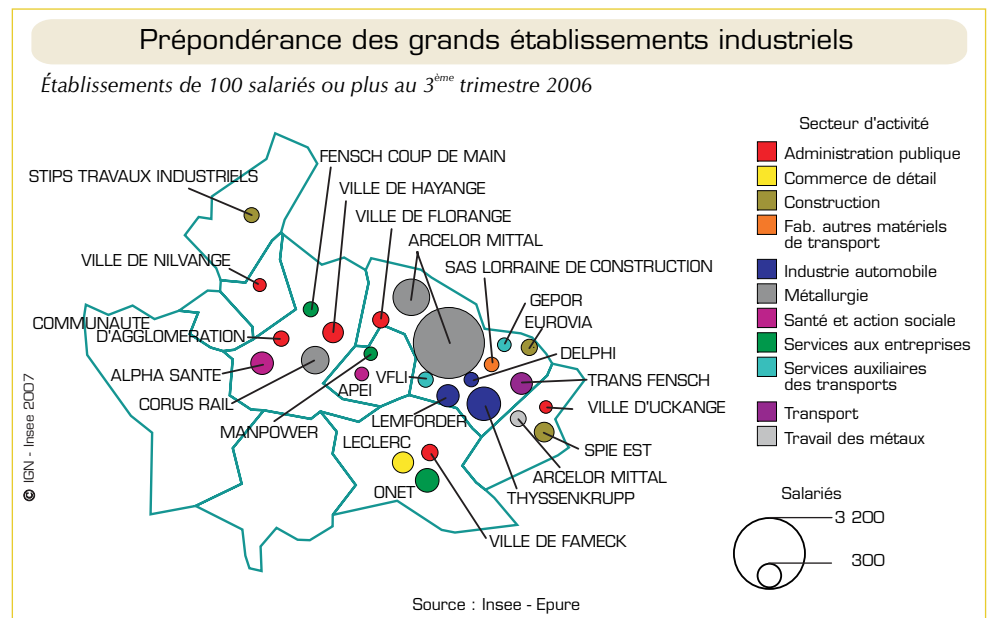 Prépondérance des grands établissements industriels
Établissements de 100 salariés ou plus au 3ème trimestre 2006
FENSCH COUP DE MAIN
STIPS TRAVAUX INDUSTRIELS
VILLE DE HAYANGE
VILLE DE FLORANGE
ARCELOR MITTAL
VILLE DE NILVANGE
SAS LORRAINE DE CONSTRUCTION
GEPOR
EUROVIA
COMMUNAUTE
D'AGGLOMERATION
DELPHI
ALPHA SANTE
VFLI
TRANS FENSCH
APEI
CORUS RAIL
VILLE D'UCKANGE
MANPOWER
LEMFORDER
LECLERC
SPIE EST
ARCELOR MITTAL
ONET
THYSSENKRUPP
VILLE DE FAMECK
Secteur d'activité
Administration publique
Commerce de détail
Construction
Fab. autres matériels
de transport
Industrie automobile
Métallurgie
Santé et action sociale
Services aux entreprises
Services auxiliaires
des transports
Transport
Travail des métaux
Salariés
3 200
300
© IGN - Insee 2007
Source : Insee - Epure